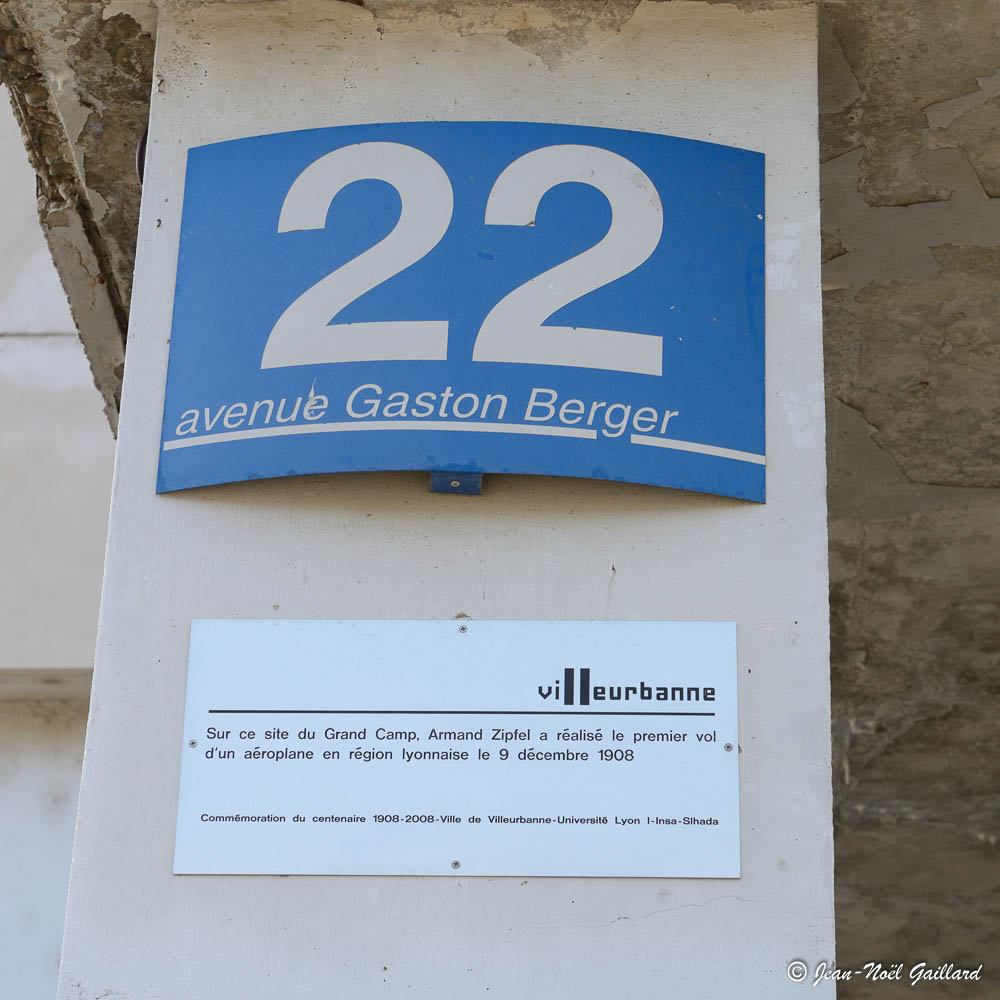 22
avenue Gaston Berger
villeurbanne
Sur ce site du Grand Camp, Armand Zipfel a réalisé le premier vol
d'un aéroplane en région lyonnaise le 9 décembre 1908
Commémoration du centenaire 1908-2008-Ville de Villeurbanne-Université Lyon I-Insa-Slhada
© Jean-Noël Gaillard